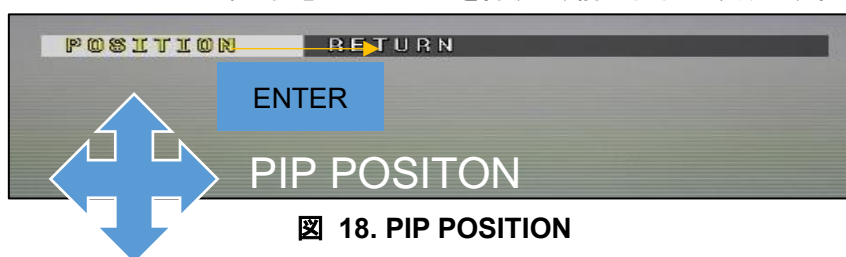 POSITION RETURN
ENTER
PIP POSITON
図 18. PIP POSITION